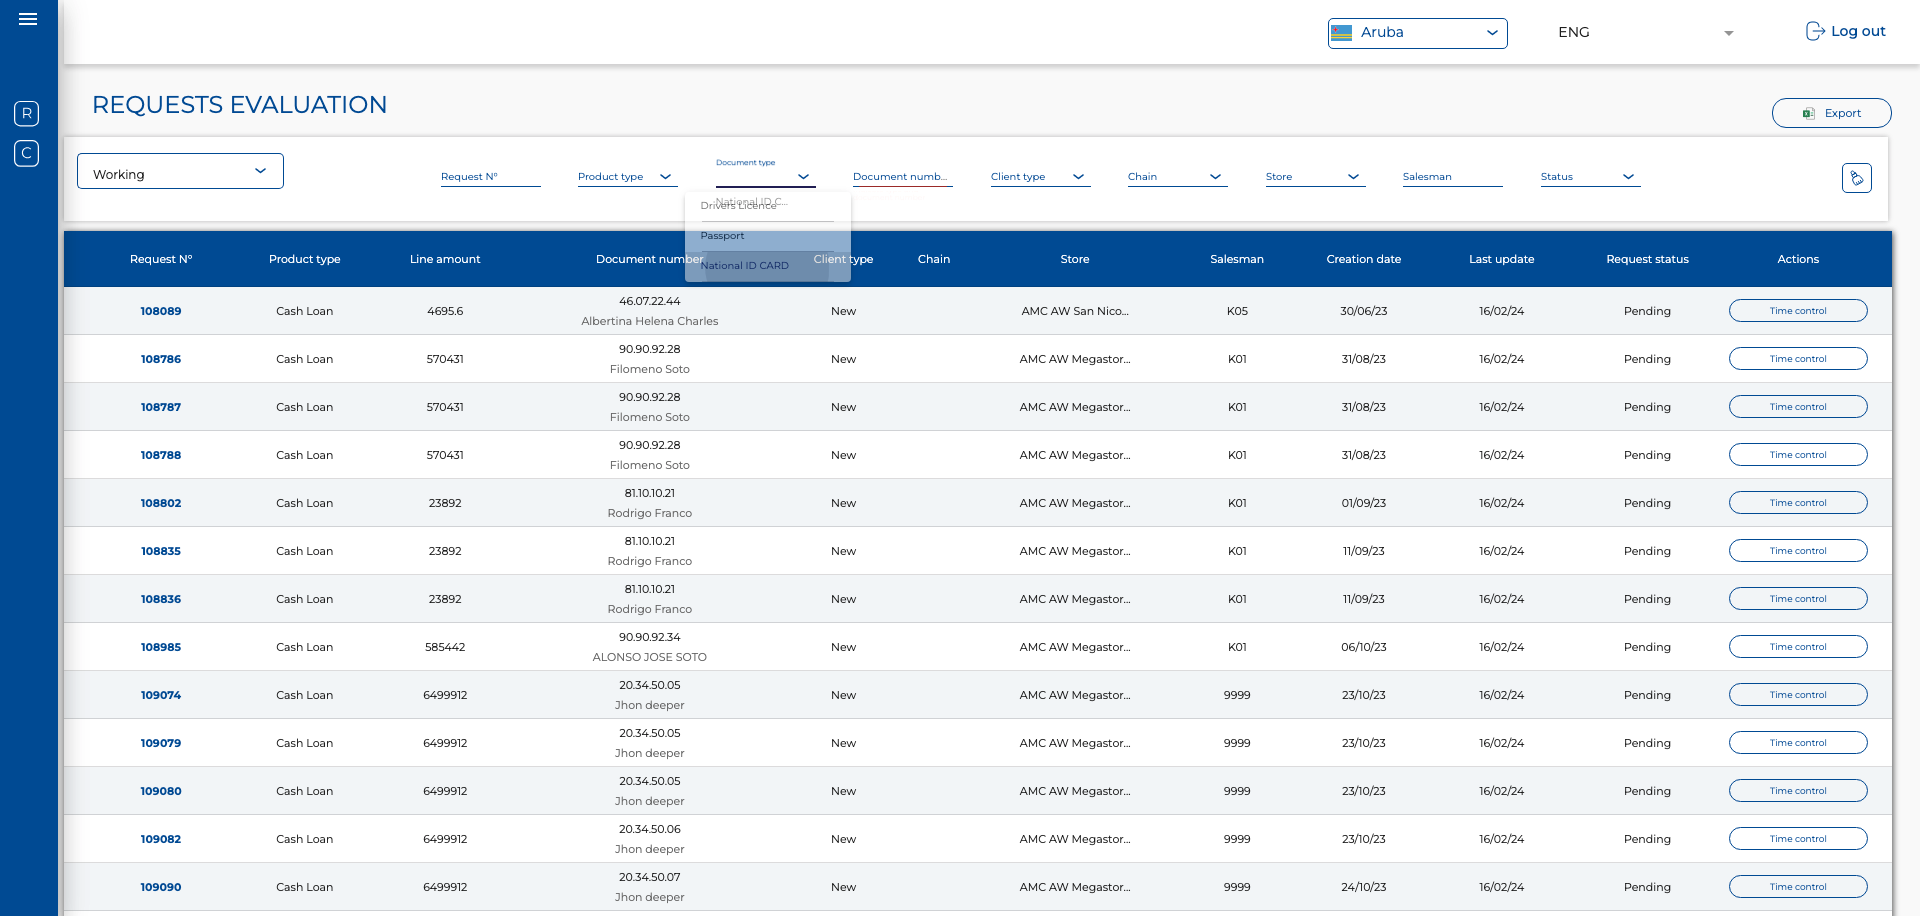 Aruba
ENG
Log out
R
C
REQUESTS EVALUATION
Export
Working
Request N°
Product type
Document type
Document numb...
Client type
Chain
Store
Salesman
Status
National ID C...
Drivers Licence
Passport
National ID CARD
Request N° Product type Line amount Document number Client type Chain Store Salesman Creation date Last update Request status Actions
108089 Cash Loan 4695.6 46.07.22.44 Albertina Helena Charles New AMC AW San Nico... K05 30/06/23 16/02/24 Pending Time control
108786 Cash Loan 570431 90.90.92.28 Filomeno Soto New AMC AW Megastor... K01 31/08/23 16/02/24 Pending Time control
108787 Cash Loan 570431 90.90.92.28 Filomeno Soto New AMC AW Megastor... K01 31/08/23 16/02/24 Pending Time control
108788 Cash Loan 570431 90.90.92.28 Filomeno Soto New AMC AW Megastor... K01 31/08/23 16/02/24 Pending Time control
108802 Cash Loan 23892 81.10.10.21 Rodrigo Franco New AMC AW Megastor... K01 01/09/23 16/02/24 Pending Time control
108835 Cash Loan 23892 81.10.10.21 Rodrigo Franco New AMC AW Megastor... K01 11/09/23 16/02/24 Pending Time control
108836 Cash Loan 23892 81.10.10.21 Rodrigo Franco New AMC AW Megastor... K01 11/09/23 16/02/24 Pending Time control
108985 Cash Loan 585442 90.90.92.34 ALONSO JOSE SOTO New AMC AW Megastor... K01 06/10/23 16/02/24 Pending Time control
109074 Cash Loan 6499912 20.34.50.05 Jhon deeper New AMC AW Megastor... 9999 23/10/23 16/02/24 Pending Time control
109079 Cash Loan 6499912 20.34.50.05 Jhon deeper New AMC AW Megastor... 9999 23/10/23 16/02/24 Pending Time control
109080 Cash Loan 6499912 20.34.50.05 Jhon deeper New AMC AW Megastor... 9999 23/10/23 16/02/24 Pending Time control
109082 Cash Loan 6499912 20.34.50.06 Jhon deeper New AMC AW Megastor... 9999 23/10/23 16/02/24 Pending Time control
109090 Cash Loan 6499912 20.34.50.07 Jhon deeper New AMC AW Megastor... 9999 24/10/23 16/02/24 Pending Time control